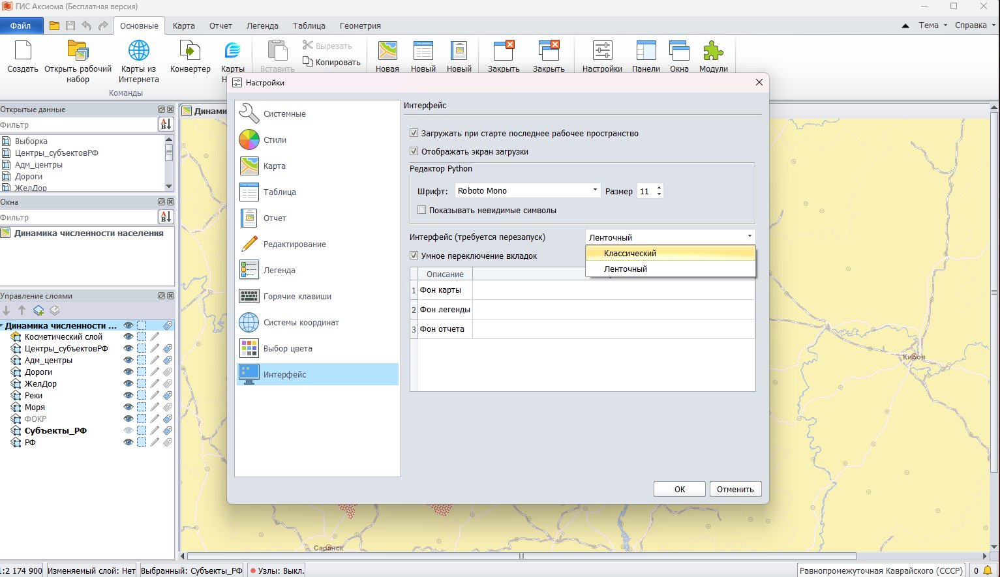 ГИС Аксиома (Бесплатная версия)
Файл
Основные
Карта
Отчет
Легенда
Таблица
Геометрия
Тема
Справка
Создать
Открыть рабочий
набор
Карты из
Интернета
Конвертер
Карты
Вставить
Вырезать
Копировать
Новая
Новый
Новый
Закрыть
Закрыть
Настройки
Панели
Окна
Модули
Команды
Открытые данные
Фильтр
Выборка
Центры_субъектовРФ
Адм_центры
Дороги
ЖелДор
Окна
Фильтр
Динамика численности населения
Управление слоями
Динамика численности ...
Косметический слой
Центры_субъектовРФ
Адм_центры
Дороги
ЖелДор
Реки
Моря
ФОКР
Субъекты_РФ
РФ
Настройки
Системные
Стили
Карта
Таблица
Отчет
Редактирование
Легенда
Горячие клавиши
Системы координат
Выбор цвета
Интерфейс
Интерфейс
Загружать при старте последнее рабочее пространство
Отображать экран загрузки
Редактор Python
Шрифт: Roboto Mono Размер 11
Показывать невидимые символы
Интерфейс (требуется перезапуск) Ленточный
Классический
Ленточный
Умное переключение вкладок
Описание
1 Фон карты
2 Фон легенды
3 Фон отчета
ОК
Отменить
Киров
Саранск
1:2 174 900
Изменяемый слой: Нет
Выбранный: Субъекты_РФ
Узлы: Выкл.
Равнопромежуточная Каврайского (СССР)
0